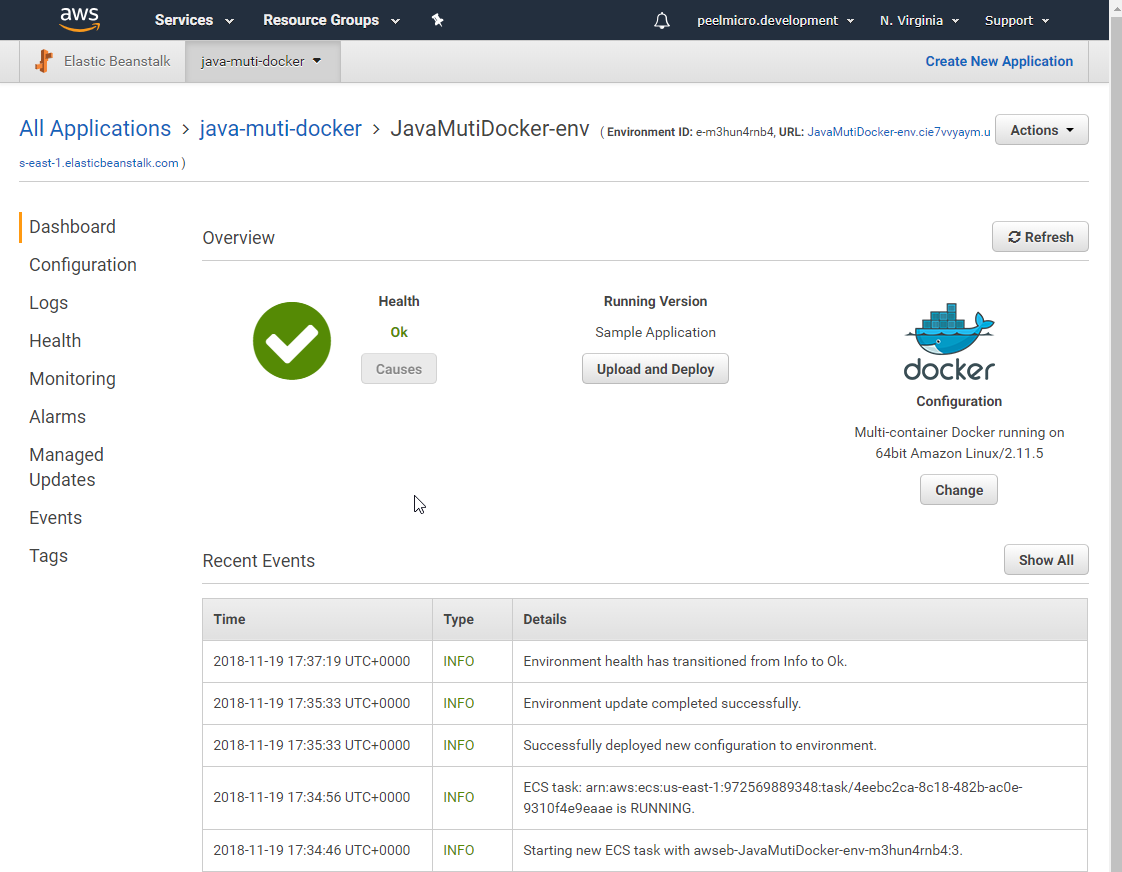 aws Services Resource Groups peelmicro.development N. Virginia Support
Elastic Beanstalk java-muti-docker Create New Application
All Applications > java-muti-docker > JavaMutiDocker-env ( Environment ID: e-m3hun4rnb4, URL: JavaMutiDocker-env.cie7vvyaym.u Actions
s-east-1.elasticbeanstalk.com )
Dashboard
Configuration
Logs
Health
Monitoring
Alarms
Managed
Updates
Events
Tags
Overview Refresh
Health
Ok
Causes
Running Version
Sample Application
Upload and Deploy
docker
Configuration
Multi-container Docker running on
64bit Amazon Linux/2.11.5
Change
Recent Events Show All
Time Type Details
2018-11-19 17:37:19 UTC+0000 INFO Environment health has transitioned from Info to Ok.
2018-11-19 17:35:33 UTC+0000 INFO Environment update completed successfully.
2018-11-19 17:35:33 UTC+0000 INFO Successfully deployed new configuration to environment.
2018-11-19 17:34:56 UTC+0000 INFO ECS task: arn:aws:ecs:us-east-1:972569889348:task/4eebc2ca-8c18-482b-ac0e-
9310f4e9eaae is RUNNING.
2018-11-19 17:34:46 UTC+0000 INFO Starting new ECS task with awseb-JavaMutiDocker-env-m3hun4rnb4:3.